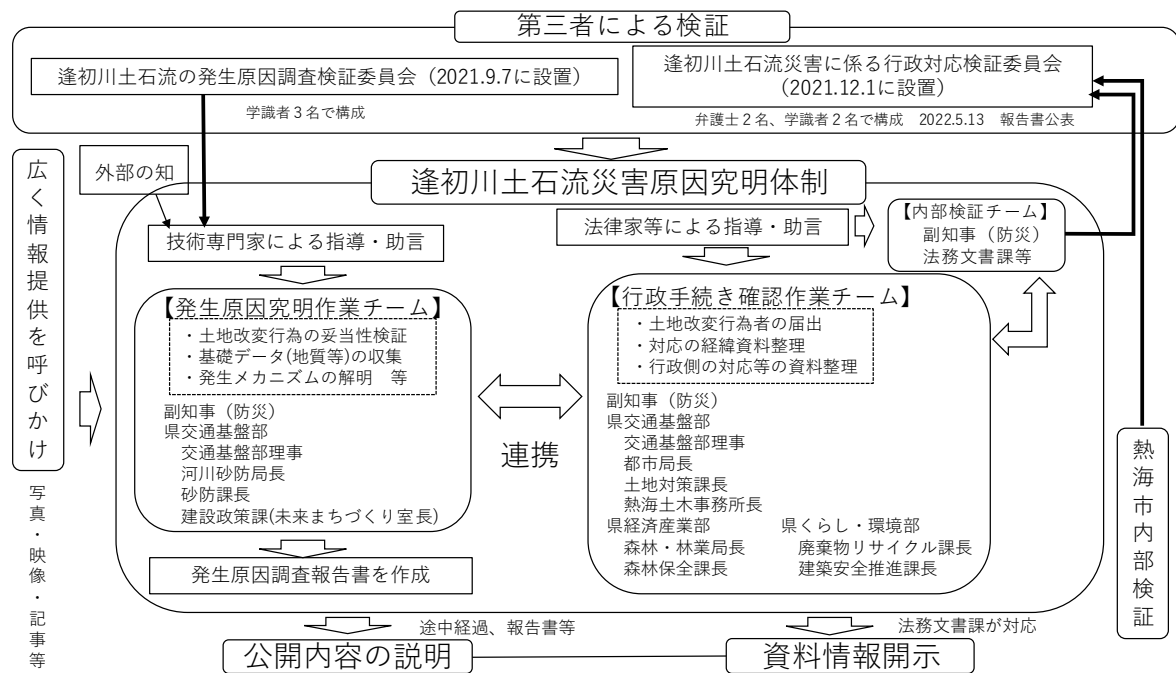 第三者による検証
逢初川土石流の発生原因調査検証委員会（2021.9.7に設置）
学識者３名で構成
逢初川土石流災害に係る行政対応検証委員会
（2021.12.1に設置）
弁護士２名、学識者２名で構成　2022.5.13　報告書公表
広く情報提供を呼びかけ
写真・映像・記事等
外部の知
逢初川土石流災害原因究明体制
技術専門家による指導・助言
法律家等による指導・助言
【内部検証チーム】
副知事（防災）
法務文書課等
【発生原因究明作業チーム】
・土地改変行為の妥当性検証
・基礎データ(地質等)の収集
・発生メカニズムの解明　等
副知事（防災）
県交通基盤部
交通基盤部理事
河川砂防局長
砂防課長
建設政策課(未来まちづくり室長)
発生原因調査報告書を作成
連携
【行政手続き確認作業チーム】
・土地改変行為者の届出
・対応の経緯資料整理
・行政側の対応等の資料整理
副知事（防災）
県交通基盤部
交通基盤部理事
都市局長
土地対策課長
熱海土木事務所長
県経済産業部
森林・林業局長
森林保全課長
県くらし・環境部
廃棄物リサイクル課長
建築安全推進課長
熱海市内部検証
途中経過、報告書等
公開内容の説明
法務文書課が対応
資料情報開示